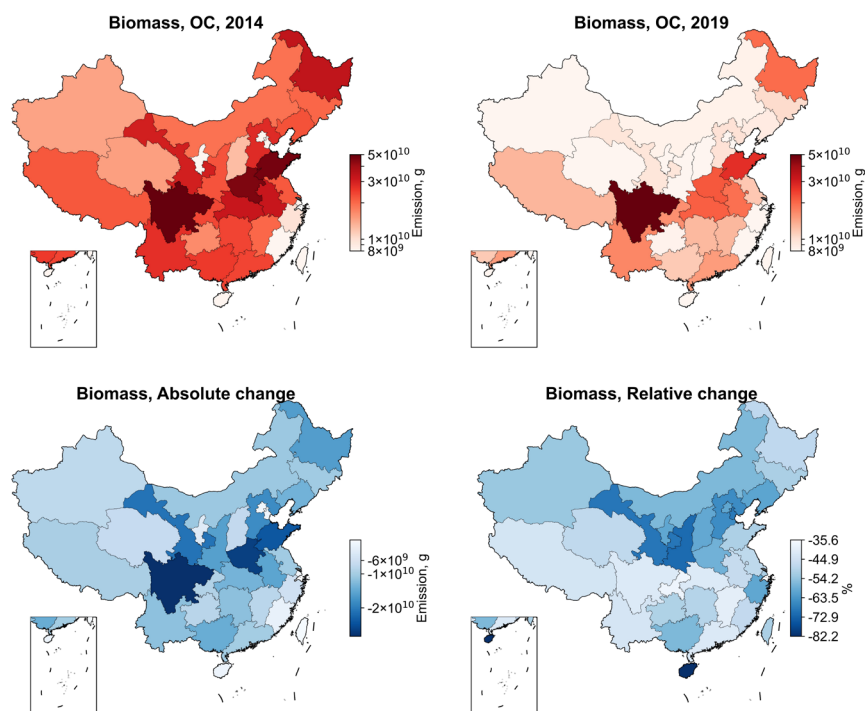 Biomass, OC, 2014
5×10¹⁰
3×10¹⁰
1×10¹⁰
8×10⁹
Emission, g
Biomass, OC, 2019
5×10¹⁰
3×10¹⁰
1×10¹⁰
8×10⁹
Emission, g
Biomass, Absolute change
-6×10⁹
-1×10¹⁰
-2×10¹⁰
Emission, g
Biomass, Relative change
-35.6
-44.9
-54.2
-63.5
-72.9
-82.2
%